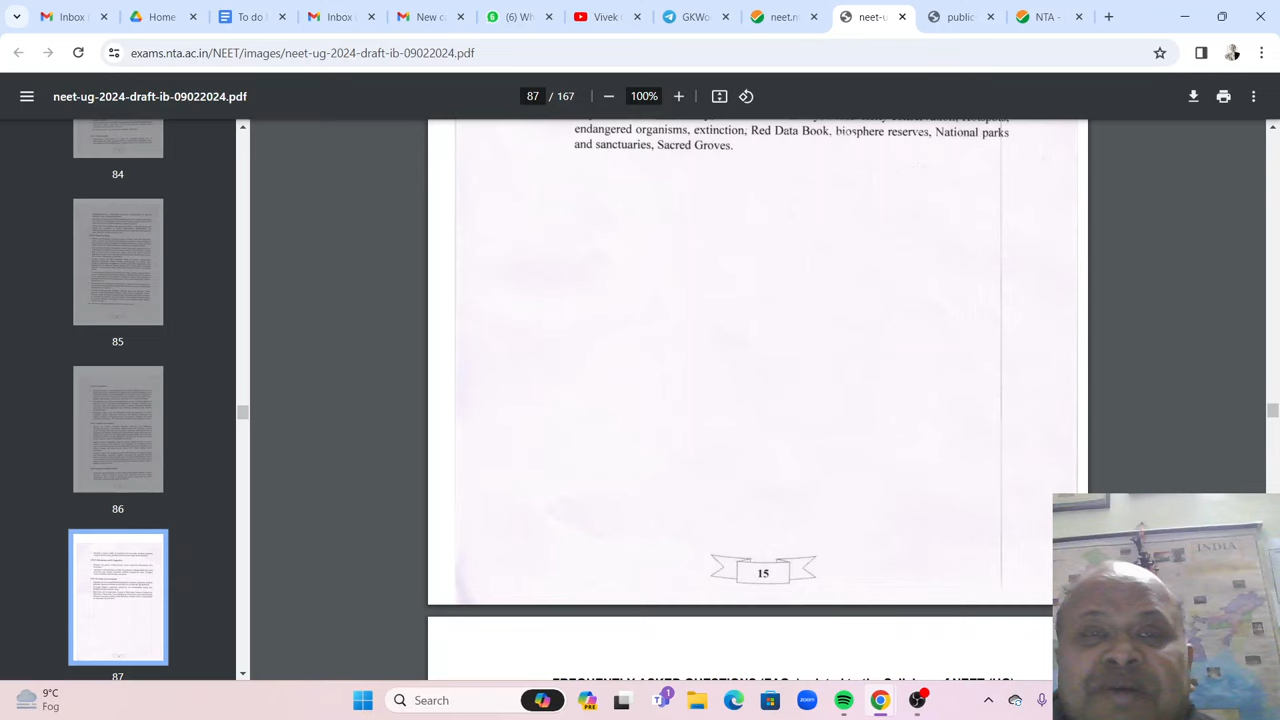 Inbox (
Home
To do l
Inbox (
New c
(6) Wh
Vivek
GKWo
neet.n
neet-u
public
NTA -
exams.nta.ac.in/NEET/images/neet-ug-2024-draft-ib-09022024.pdf
neet-ug-2024-draft-ib-09022024.pdf
87 / 167
100%
84
85
86
87
endangered organisms, extinction, Red Data Book, biosphere reserves, National parks
and sanctuaries, Sacred Groves.
15
INDIA
9°C
Fog
Search
PRE
1